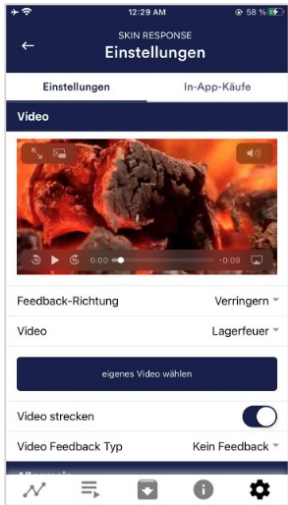 12:29 AM
58 %
SKIN RESPONSE
Einstellungen
Einstellungen
In-App-Käufe
Video
0:00
-0:09
Feedback-Richtung
Verringern
Video
Lagerfeuer
eigenes Video wählen
Video strecken
Video Feedback Typ
Kein Feedback